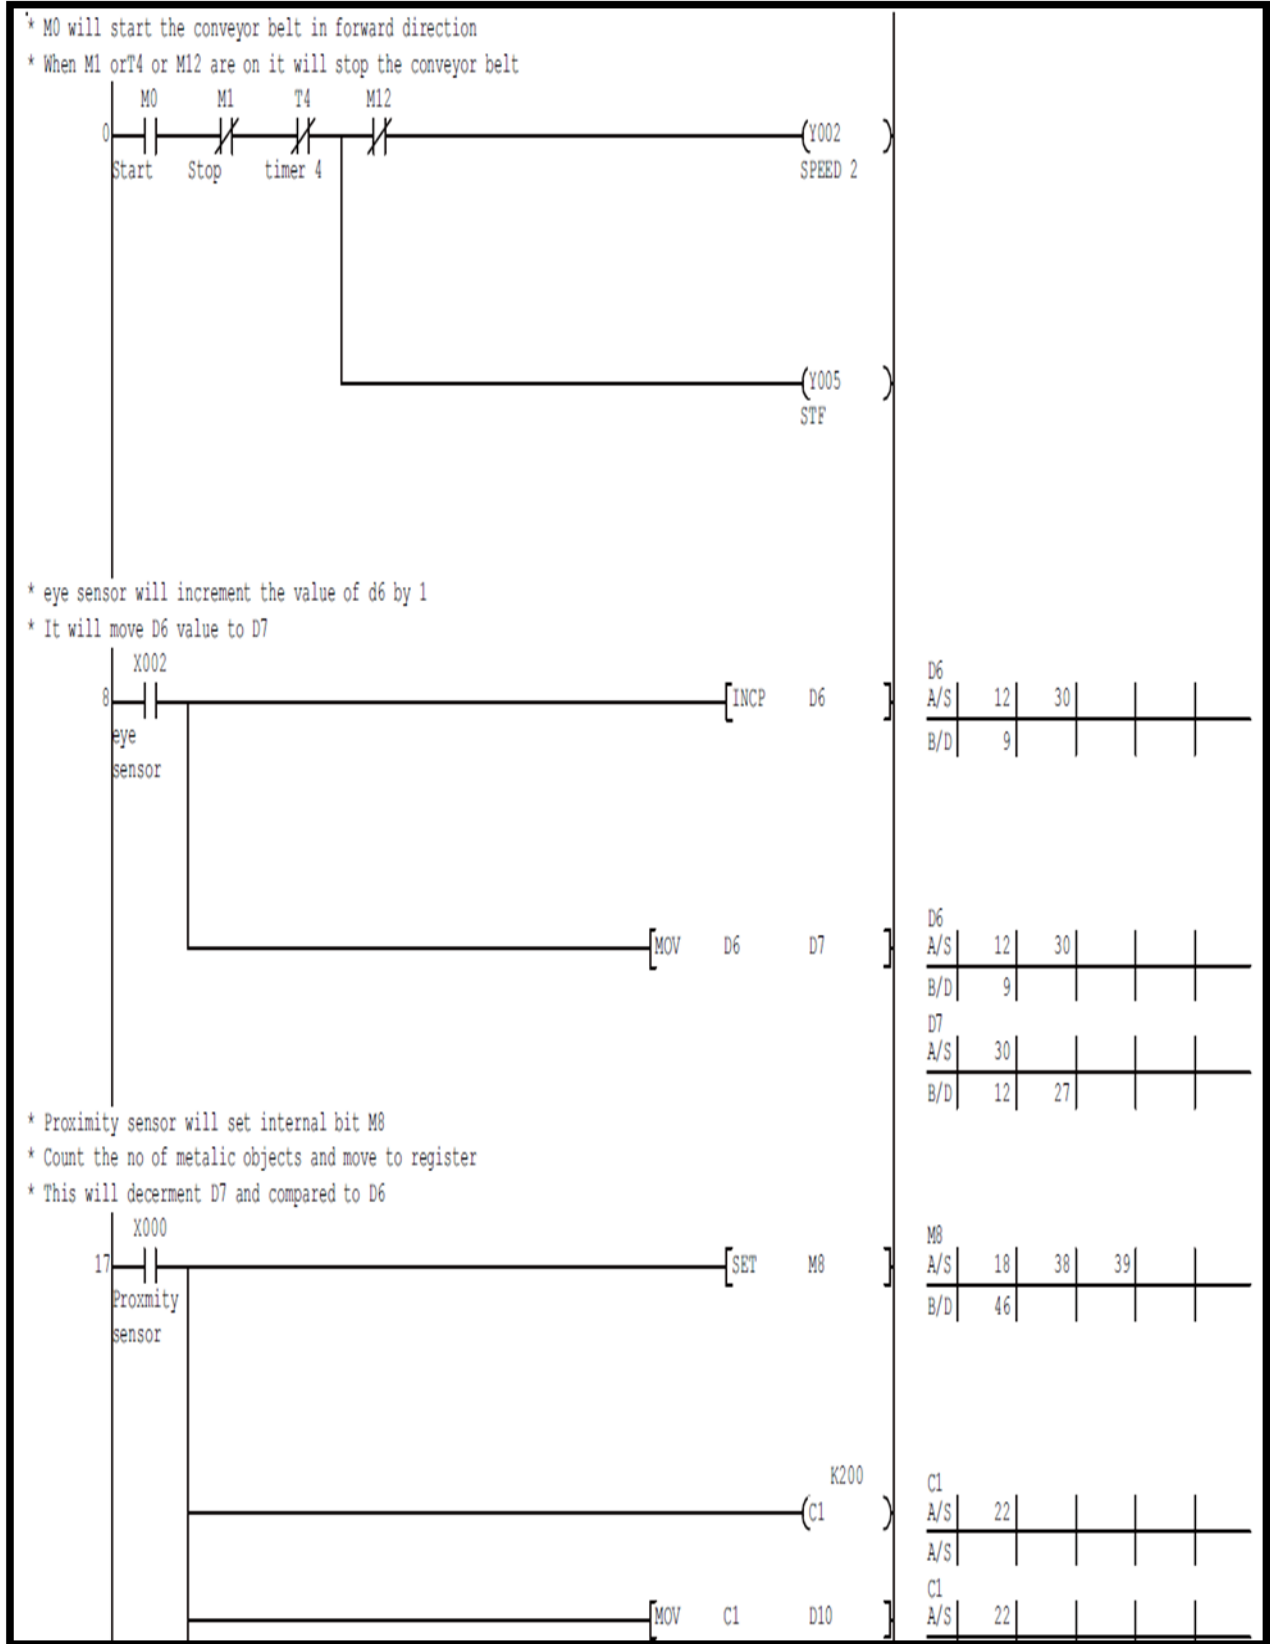 * M0 will start the conveyor belt in forward direction
* When M1 orT4 or M12 are on it will stop the conveyor belt
M0 M1 T4 M12
0 Y002
Start Stop timer 4 SPEED 2
Y005
STF
* eye sensor will increment the value of d6 by 1
* It will move D6 value to D7
X002
D6
8 INCP D6 A/S 12 30
eye B/D 9
sensor
D6
MOV D6 D7 A/S 12 30
B/D 9
D7
A/S 30
B/D 12 27
* Proximity sensor will set internal bit M8
* Count the no of metalic objects and move to register
* This will decerment D7 and compared to D6
X000
M8
17 SET M8 A/S 18 38 39
Proxmity B/D 46
sensor
K200
C1
C1 A/S 22
A/S
C1
MOV C1 D10 A/S 22